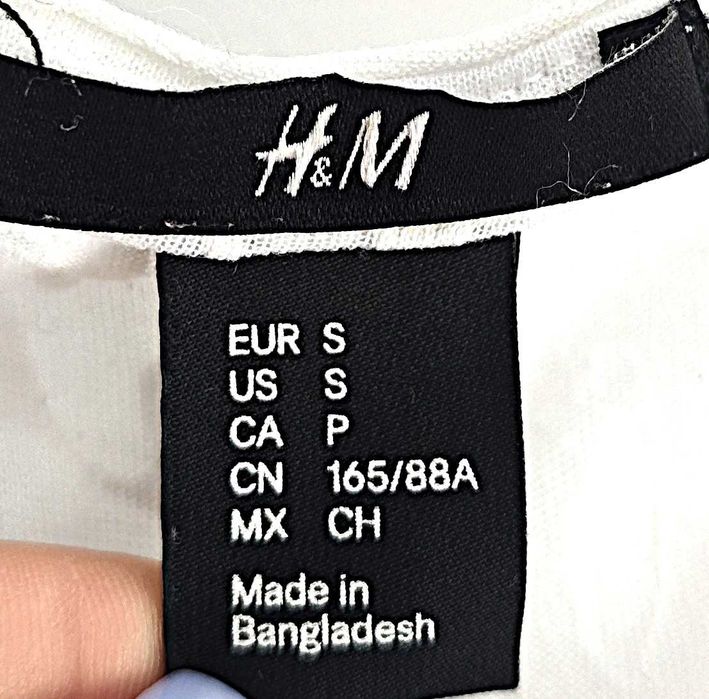 H&M
EUR S
US S
CA P
CN 165/88A
MX CH
Made in
Bangladesh